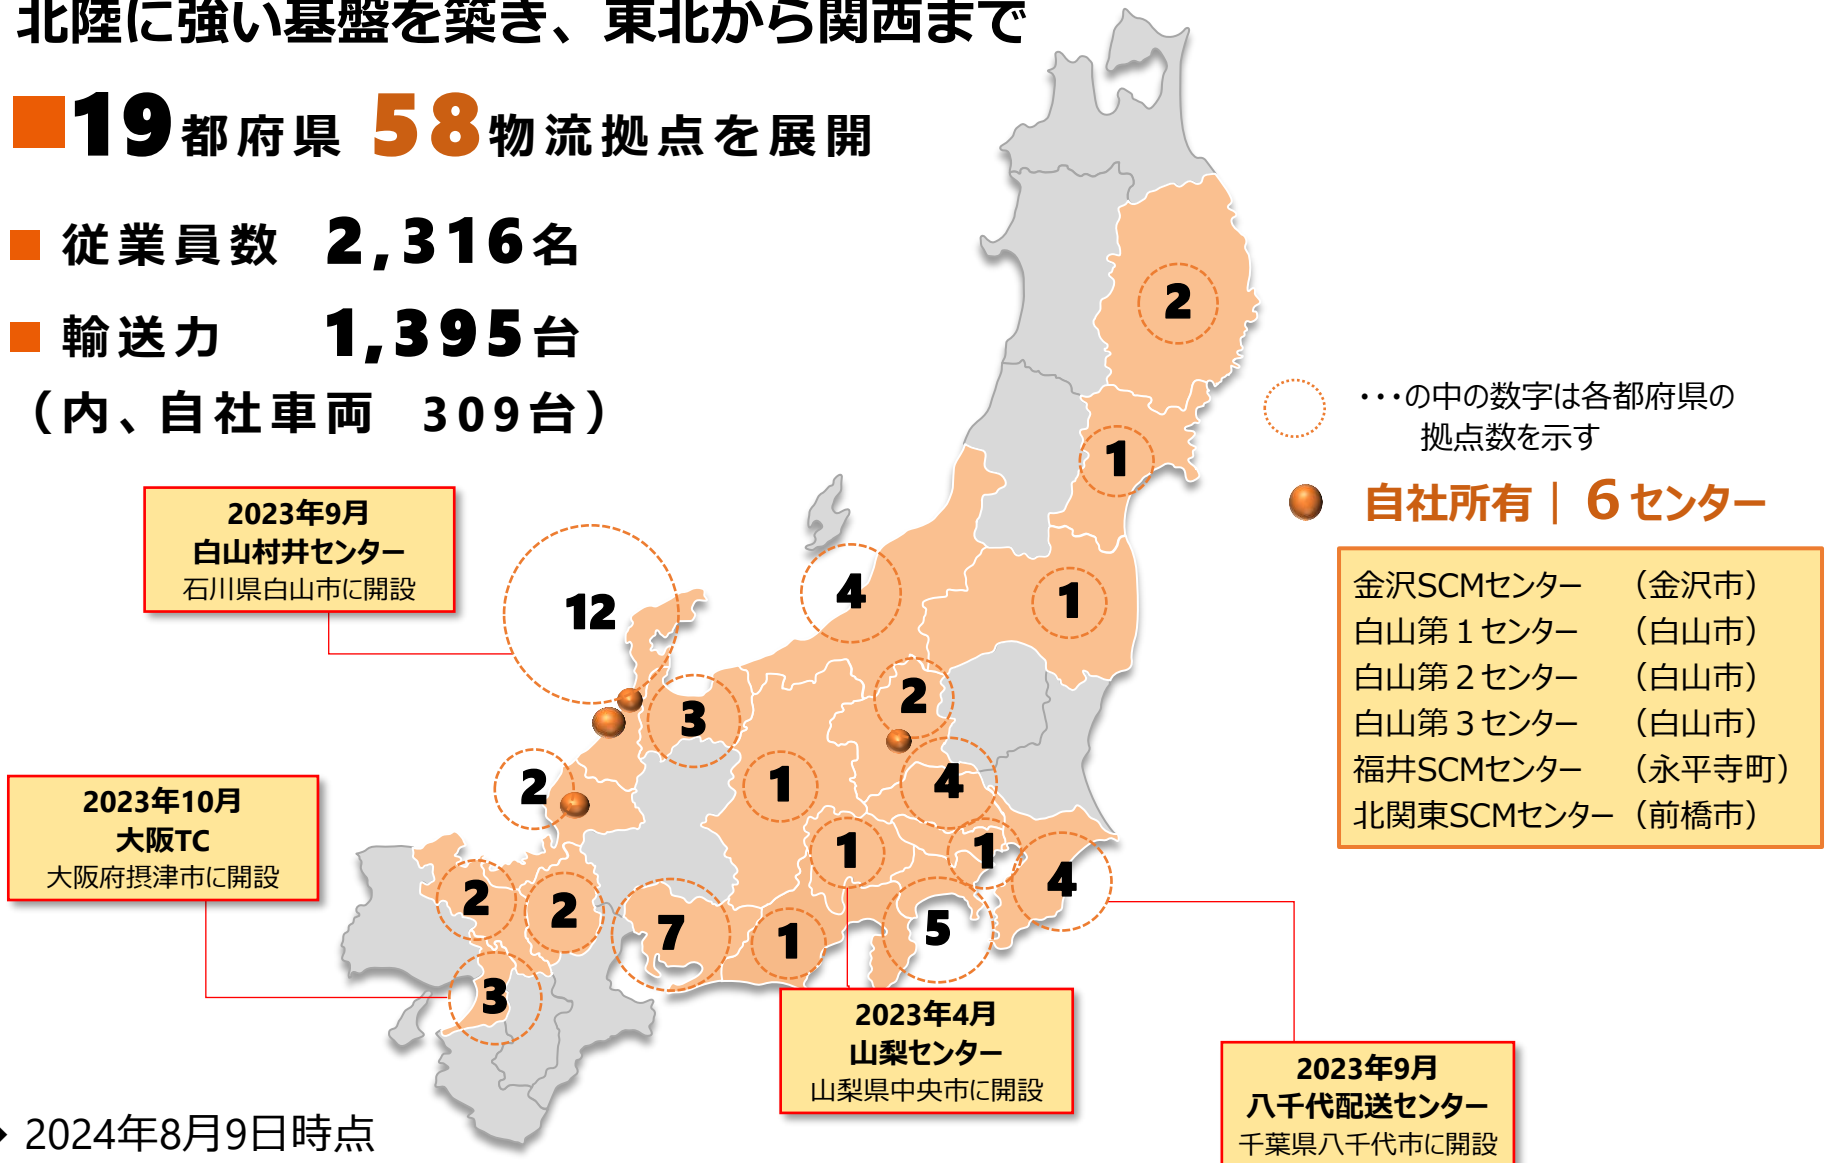 北陸に強い基盤を築き、東北から関西まで
■19都府県 58物流拠点を展開
■ 従業員数 2,316名
■ 輸送力 1,395台
（内、自社車両 309台）
2
・・・の中の数字は各都府県の
拠点数を示す
1
自社所有｜６センター
2023年9月
白山村井センター
石川県白山市に開設
12
4
1
金沢SCMセンター （金沢市）
白山第１センター （白山市）
白山第２センター （白山市）
白山第３センター （白山市）
福井SCMセンター （永平寺町）
北関東SCMセンター （前橋市）
2
3
2
1
4
2023年10月
大阪TC
大阪府摂津市に開設
1
1
4
2
2
7
1
5
3
2023年4月
山梨センター
山梨県中央市に開設
2023年9月
八千代配送センター
千葉県八千代市に開設
2024年8月9日時点